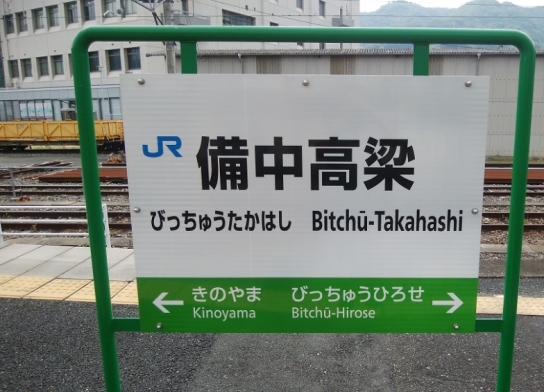 JR 備中高梁
びっちゅうたかはし Bitchū-Takahashi
← きのやま びっちゅうひろせ →
Kinoyama Bitchū-Hirose